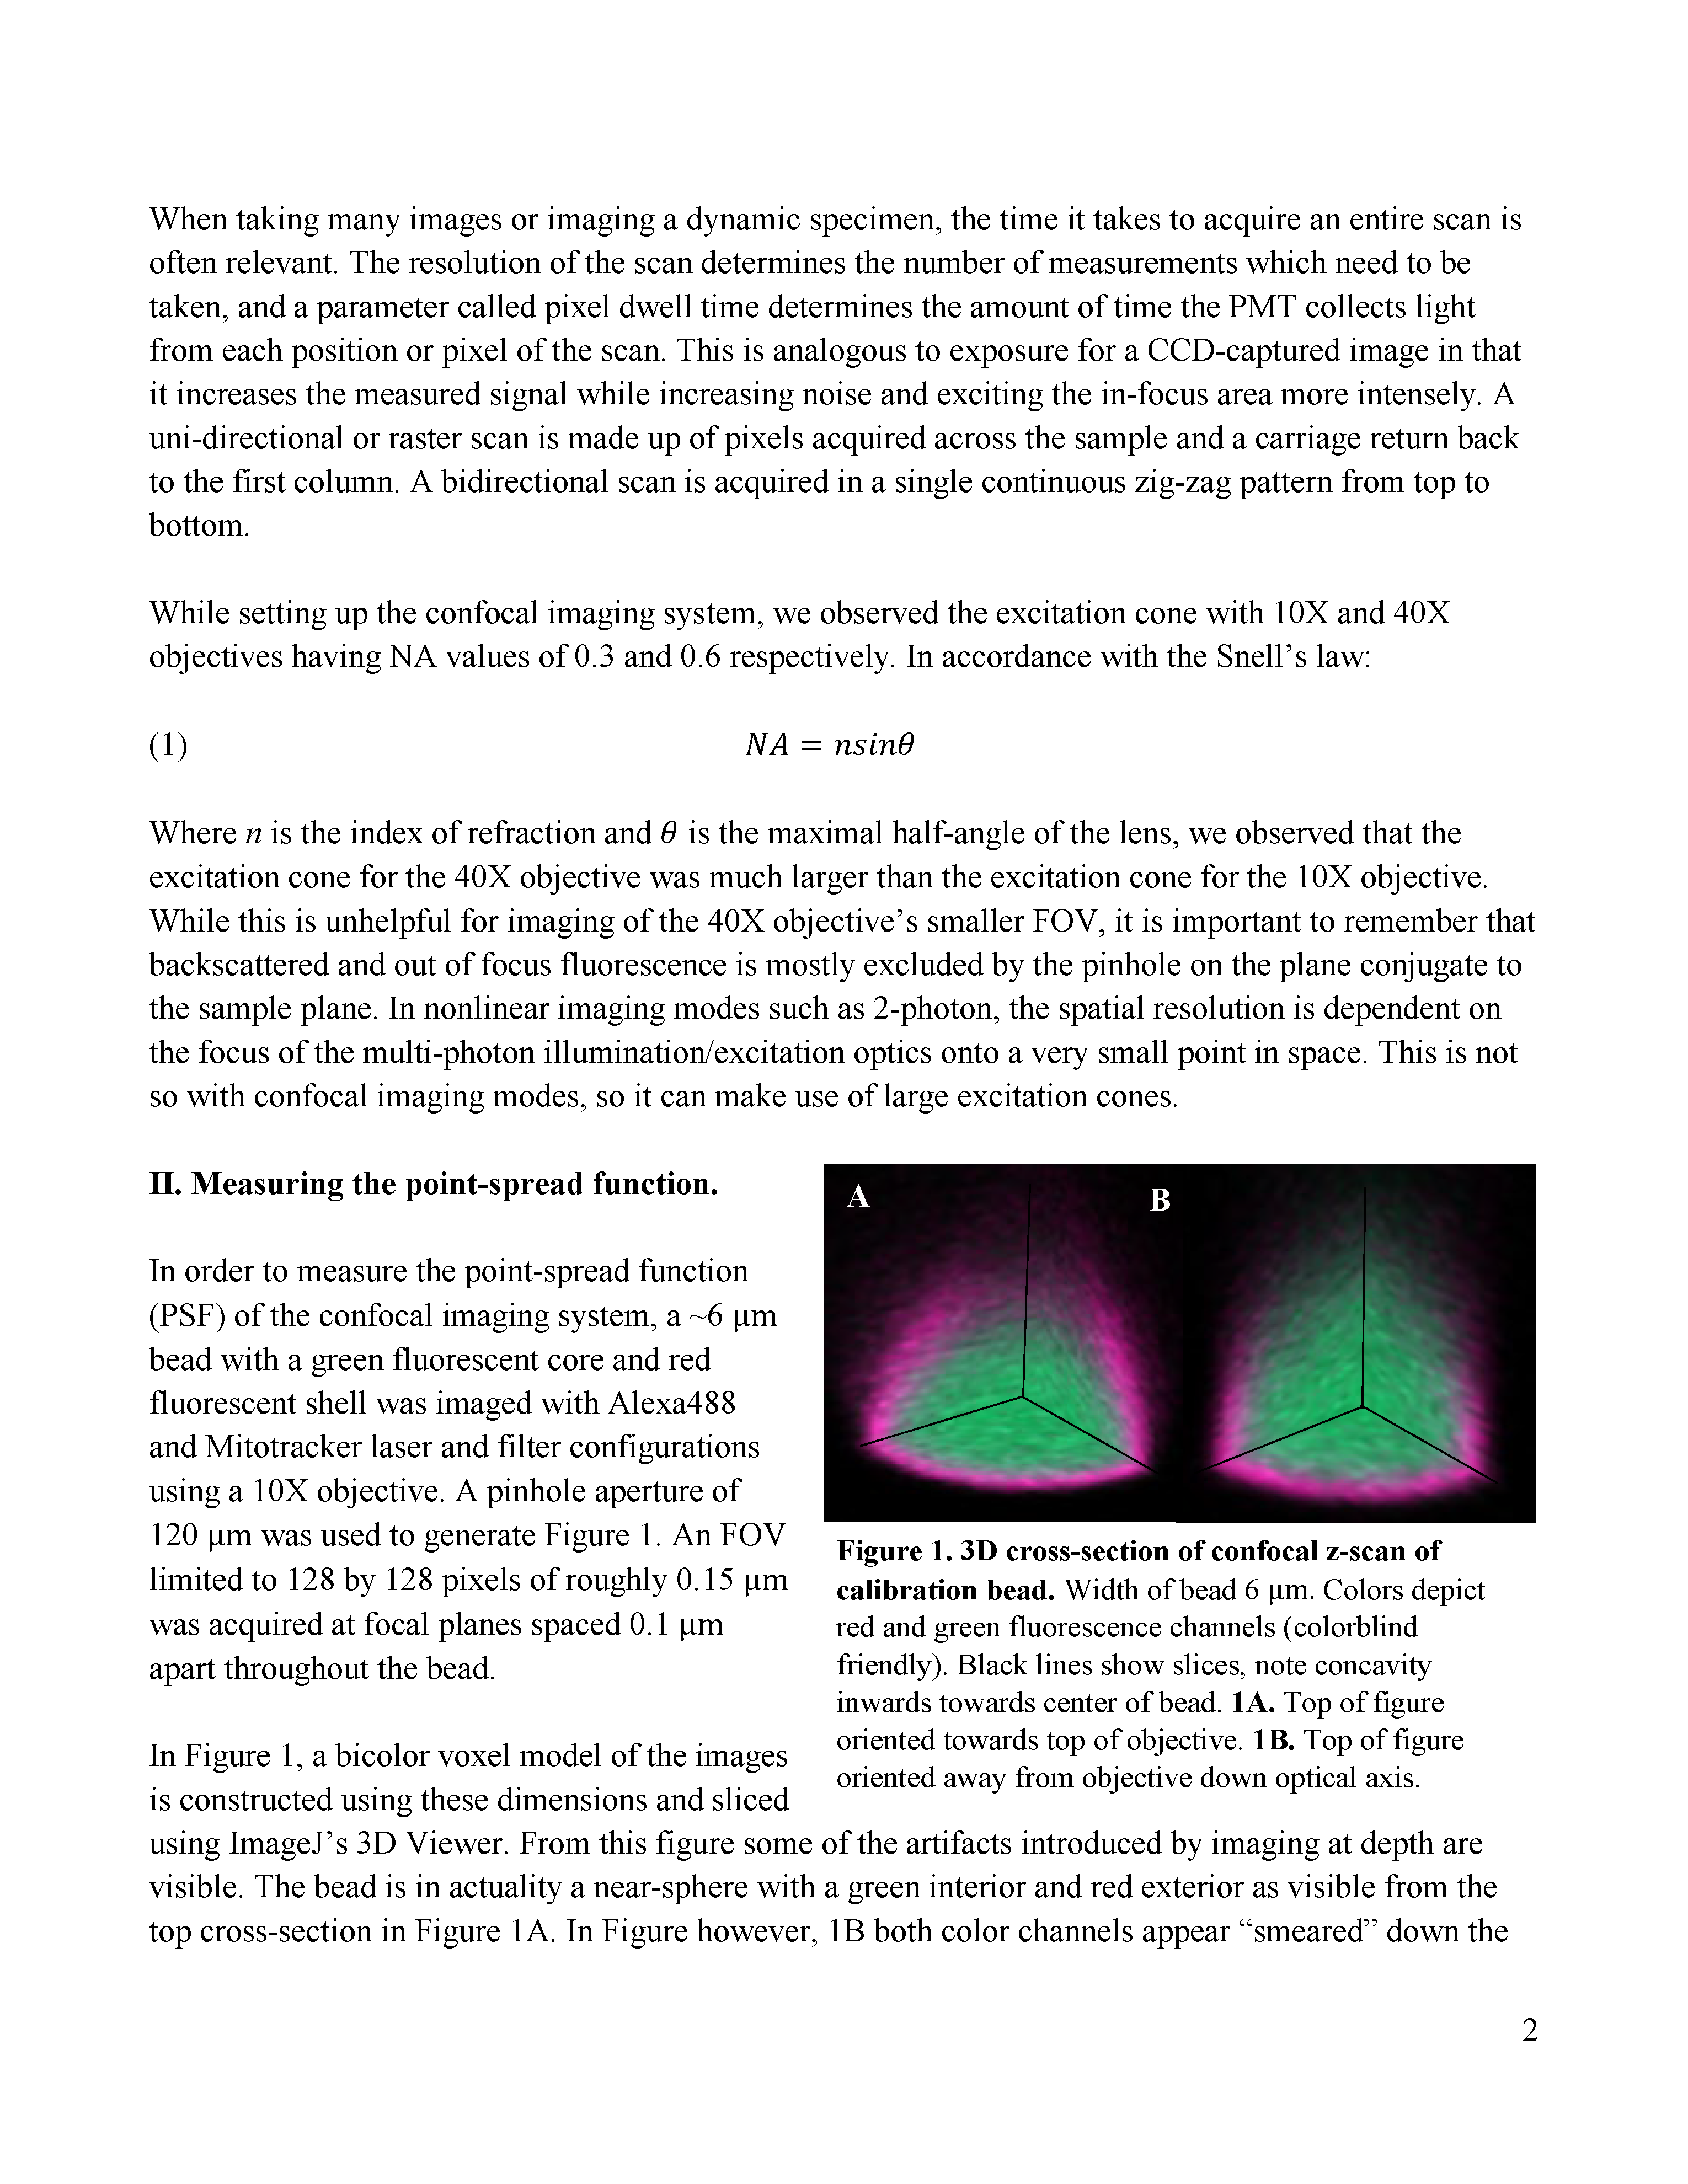 When taking many images or imaging a dynamic specimen, the time it takes to acquire an entire scan is
often relevant. The resolution of the scan determines the number of measurements which need to be
taken, and a parameter called pixel dwell time determines the amount of time the PMT collects light
from each position or pixel of the scan. This is analogous to exposure for a CCD-captured image in that
it increases the measured signal while increasing noise and exciting the in-focus area more intensely. A
uni-directional or raster scan is made up of pixels acquired across the sample and a carriage return back
to the first column. A bidirectional scan is acquired in a single continuous zig-zag pattern from top to
bottom.
While setting up the confocal imaging system, we observed the excitation cone with 10X and 40X
objectives having NA values of 0.3 and 0.6 respectively. In accordance with the Snell's law:
(1) NA = nsinθ
Where n is the index of refraction and θ is the maximal half-angle of the lens, we observed that the
excitation cone for the 40X objective was much larger than the excitation cone for the 10X objective.
While this is unhelpful for imaging of the 40X objective's smaller FOV, it is important to remember that
backscattered and out of focus fluorescence is mostly excluded by the pinhole on the plane conjugate to
the sample plane. In nonlinear imaging modes such as 2-photon, the spatial resolution is dependent on
the focus of the multi-photon illumination/excitation optics onto a very small point in space. This is not
so with confocal imaging modes, so it can make use of large excitation cones.
II. Measuring the point-spread function.
In order to measure the point-spread function
(PSF) of the confocal imaging system, a ~6 μm
bead with a green fluorescent core and red
fluorescent shell was imaged with Alexa488
and Mitotracker laser and filter configurations
using a 10X objective. A pinhole aperture of
120 μm was used to generate Figure 1. An FOV
limited to 128 by 128 pixels of roughly 0.15 μm
was acquired at focal planes spaced 0.1 μm
apart throughout the bead.
A B
Figure 1. 3D cross-section of confocal z-scan of
calibration bead. Width of bead 6 μm. Colors depict
red and green fluorescence channels (colorblind
friendly). Black lines show slices, note concavity
inwards towards center of bead. 1A. Top of figure
oriented towards top of objective. 1B. Top of figure
oriented away from objective down optical axis.
In Figure 1, a bicolor voxel model of the images
is constructed using these dimensions and sliced
using ImageJ's 3D Viewer. From this figure some of the artifacts introduced by imaging at depth are
visible. The bead is in actuality a near-sphere with a green interior and red exterior as visible from the
top cross-section in Figure 1A. In Figure however, 1B both color channels appear “smeared” down the
2